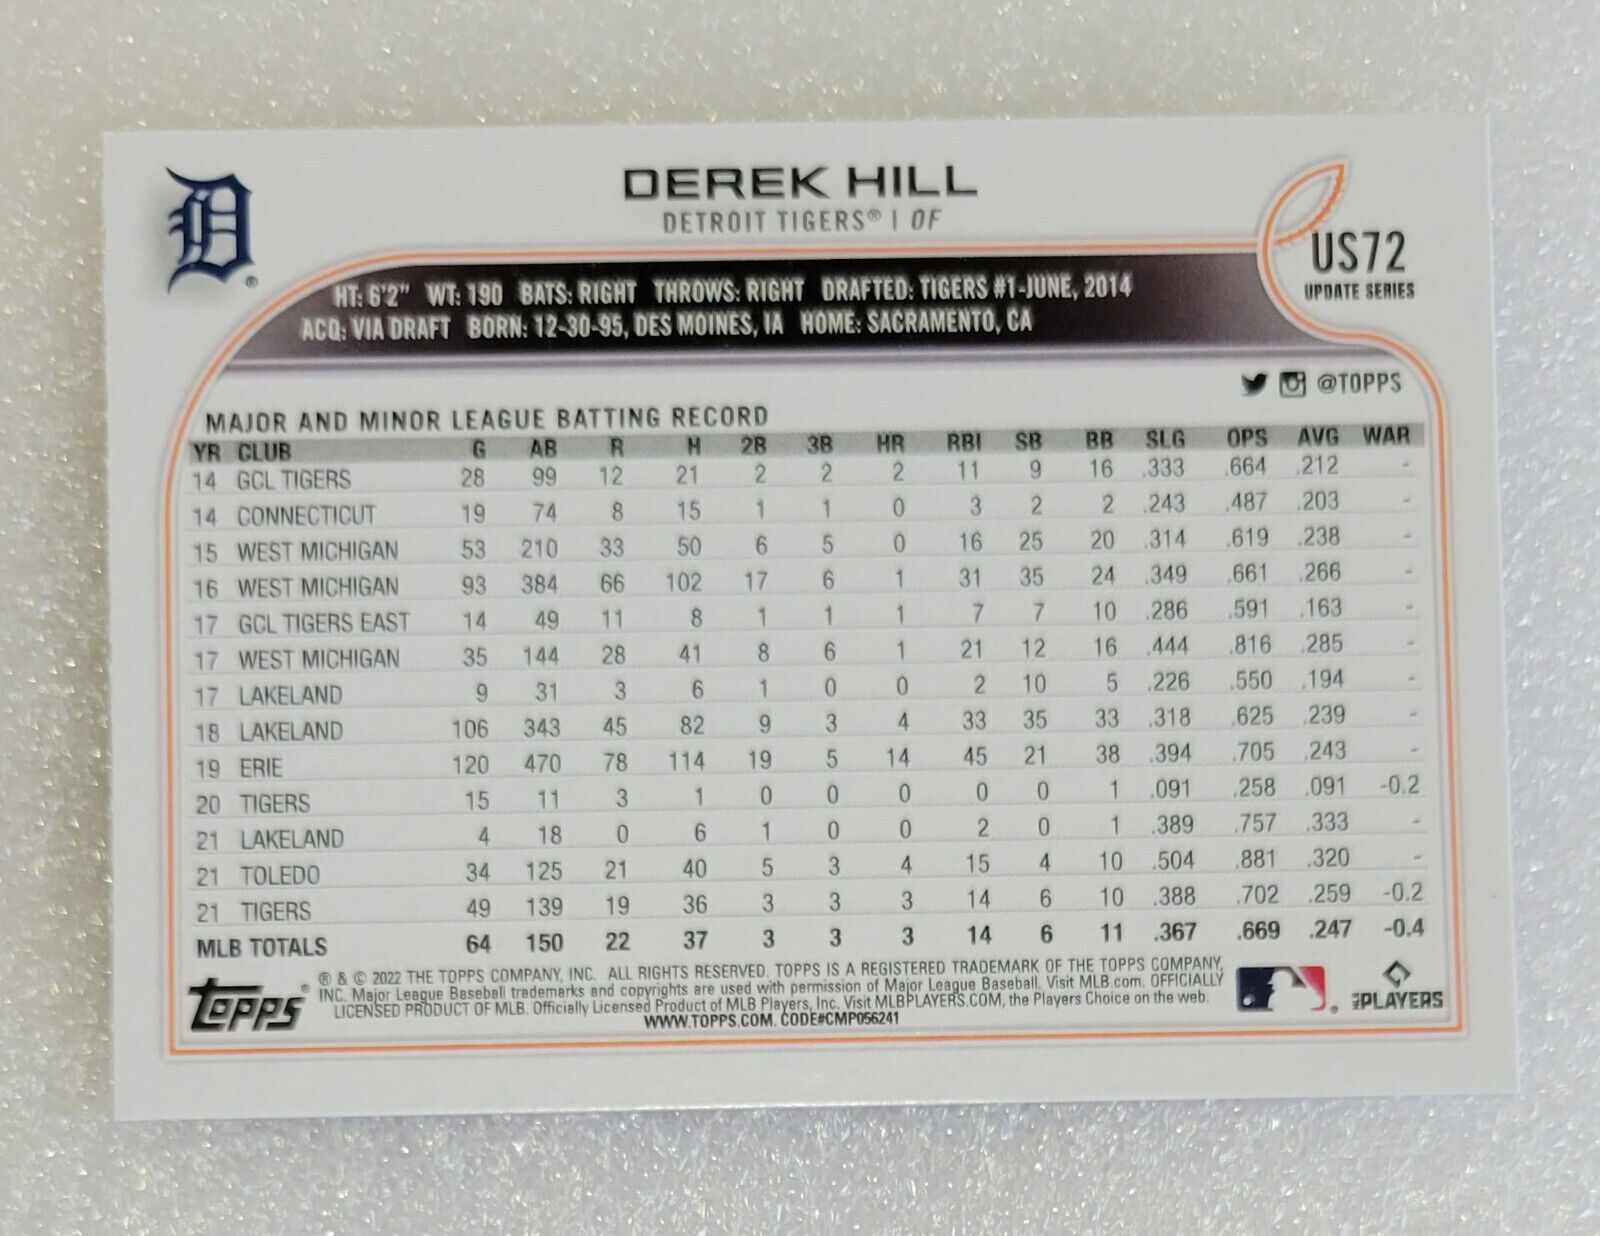 DEREK HILL
DETROIT TIGERS® | OF
D®
US72
UPDATE SERIES
HT: 6'2" WT: 190 BATS: RIGHT THROWS: RIGHT DRAFTED: TIGERS #1-JUNE, 2014
ACQ: VIA DRAFT BORN: 12-30-95, DES MOINES, IA HOME: SACRAMENTO, CA
@TOPPS
MAJOR AND MINOR LEAGUE BATTING RECORD
YR CLUB G AB R H 2B 3B HR RBI SB BB SLG OPS AVG WAR
14 GCL TIGERS 28 99 12 21 2 2 2 11 9 16 .333 .664 .212 -
14 CONNECTICUT 19 74 8 15 1 1 0 3 2 2 .243 .487 .203 -
15 WEST MICHIGAN 53 210 33 50 6 5 0 16 25 20 .314 .619 .238 -
16 WEST MICHIGAN 93 384 66 102 17 6 1 31 35 24 .349 .661 .266 -
17 GCL TIGERS EAST 14 49 11 8 1 1 1 7 7 10 .286 .591 .163 -
17 WEST MICHIGAN 35 144 28 41 8 6 1 21 12 16 .444 .816 .285 -
17 LAKELAND 9 31 3 6 1 0 0 2 10 5 .226 .550 .194 -
18 LAKELAND 106 343 45 82 9 3 4 33 35 33 .318 .625 .239 -
19 ERIE 120 470 78 114 19 5 14 45 21 38 .394 .705 .243 -
20 TIGERS 15 11 3 1 0 0 0 0 0 1 .091 .258 .091 -0.2
21 LAKELAND 4 18 0 6 1 0 0 2 0 1 .389 .757 .333 -
21 TOLEDO 34 125 21 40 5 3 4 15 4 10 .504 .881 .320 -
21 TIGERS 49 139 19 36 3 3 3 14 6 10 .388 .702 .259 -0.2
MLB TOTALS 64 150 22 37 3 3 3 14 6 11 .367 .669 .247 -0.4
TOPPS®
® & © 2022 THE TOPPS COMPANY, INC. ALL RIGHTS RESERVED. TOPPS IS A REGISTERED TRADEMARK OF THE TOPPS COMPANY,
INC. Major League Baseball trademarks and copyrights are used with permission of Major League Baseball. Visit MLB.com. OFFICIALLY
LICENSED PRODUCT OF MLB. Officially Licensed Product of MLB Players, Inc. Visit MLBPLAYERS.COM, the Players Choice on the web.
WWW.TOPPS.COM. CODE#CMP056241
MLB PLAYERS